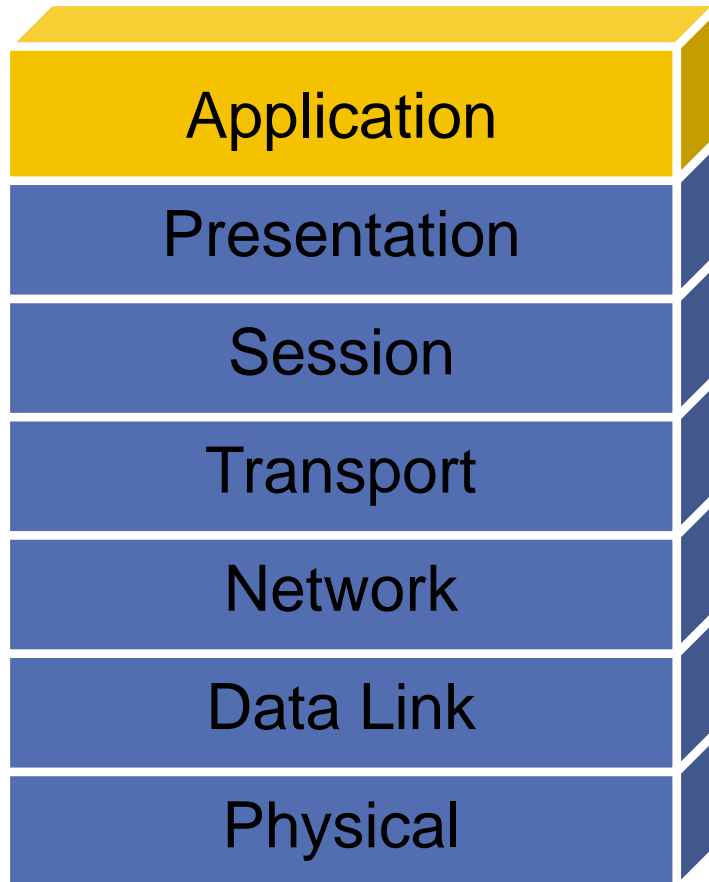 Application
Presentation
Session
Transport
Network
Data Link
Physical